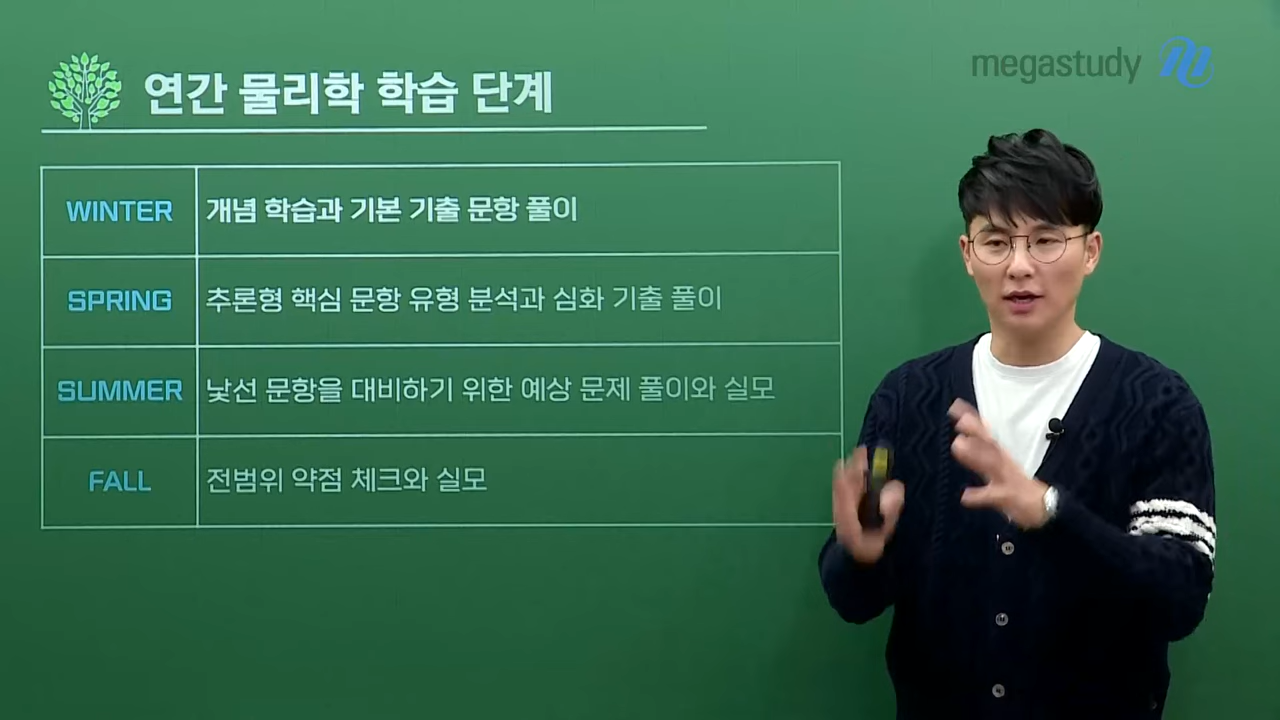 연간 물리학 학습 단계
megastudy
WINTER
개념 학습과 기본 기출 문항 풀이
SPRING
추론형 핵심 문항 유형 분석과 심화 기출 풀이
SUMMER
낯선 문항을 대비하기 위한 예상 문제 풀이와 실모
FALL
전범위 약점 체크와 실모